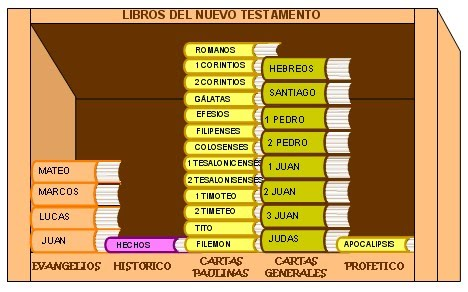 LIBROS DEL NUEVO TESTAMENTO
MATEO
MARCOS
LUCAS
JUAN
EVANGELIOS
HECHOS
HISTORICO
ROMANOS
1 CORINTIOS
2 CORINTIOS
GÁLATAS
EFESIOS
FILIPENSES
COLOSENSES
1 TESALONICENSES
2 TESALONISENSES
1 TIMOTEO
2 TIMETEO
TITO
FILEMON
CARTAS
PAULINAS
HEBREOS
SANTIAGO
1 PEDRO
2 PEDRO
1 JUAN
2 JUAN
3 JUAN
JUDAS
CARTAS
GENERALES
APOCALIPSIS
PROFETICO